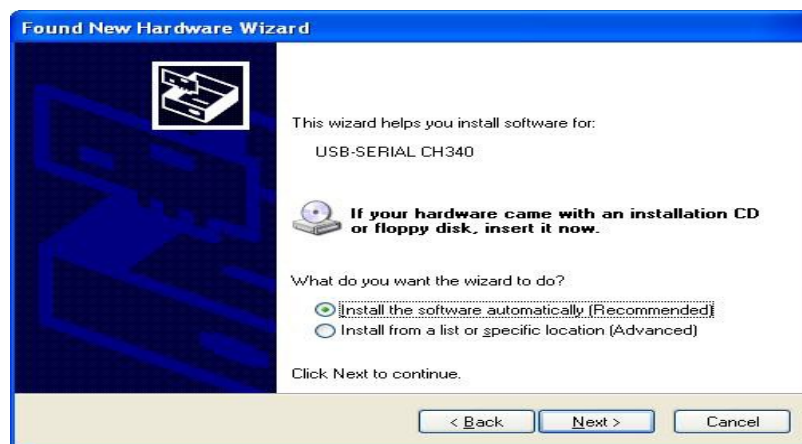 Found New Hardware Wizard
This wizard helps you install software for:
USB-SERIAL CH340
If your hardware came with an installation CD
or floppy disk, insert it now.
What do you want the wizard to do?
Install the software automatically (Recommended)
Install from a list or specific location (Advanced)
Click Next to continue.
< Back Next > Cancel